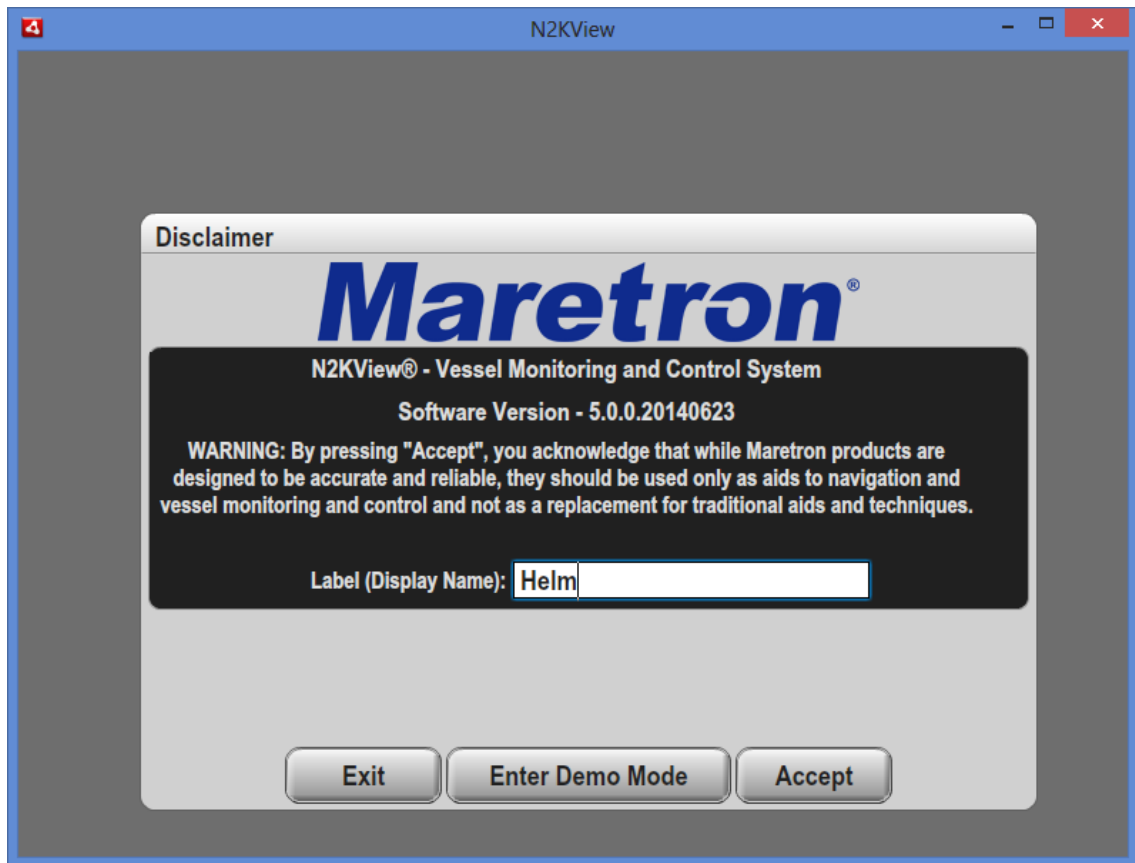 N2KView
Disclaimer
Maretron®
N2KView® - Vessel Monitoring and Control System
Software Version - 5.0.0.20140623
WARNING: By pressing "Accept", you acknowledge that while Maretron products are
designed to be accurate and reliable, they should be used only as aids to navigation and
vessel monitoring and control and not as a replacement for traditional aids and techniques.
Label (Display Name): Helm
Exit Enter Demo Mode Accept